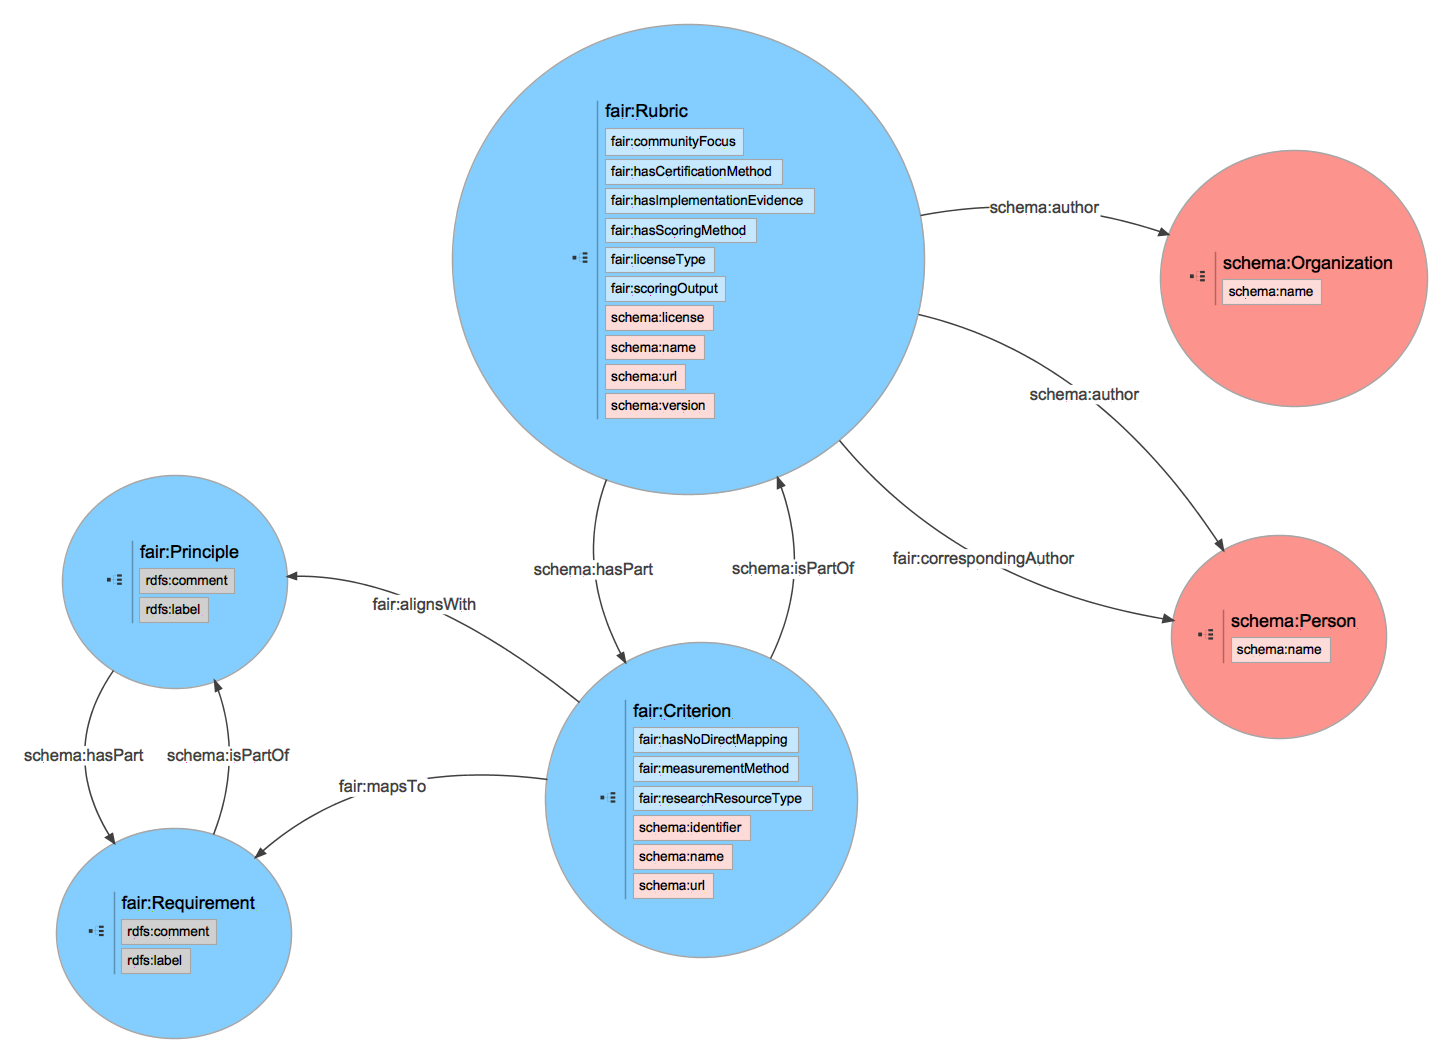 fair:Rubric
fair:communityFocus
fair:hasCertificationMethod
fair:hasImplementationEvidence
fair:hasScoringMethod
fair:licenseType
fair:scoringOutput
schema:license
schema:name
schema:url
schema:version
schema:author
schema:Organization
schema:name
schema:author
fair:correspondingAuthor
schema:Person
schema:name
schema:hasPart
schema:isPartOf
fair:Principle
rdfs:comment
rdfs:label
fair:alignsWith
fair:Criterion
fair:hasNoDirectMapping
fair:measurementMethod
fair:researchResourceType
schema:identifier
schema:name
schema:url
schema:hasPart
schema:isPartOf
fair:mapsTo
fair:Requirement
rdfs:comment
rdfs:label